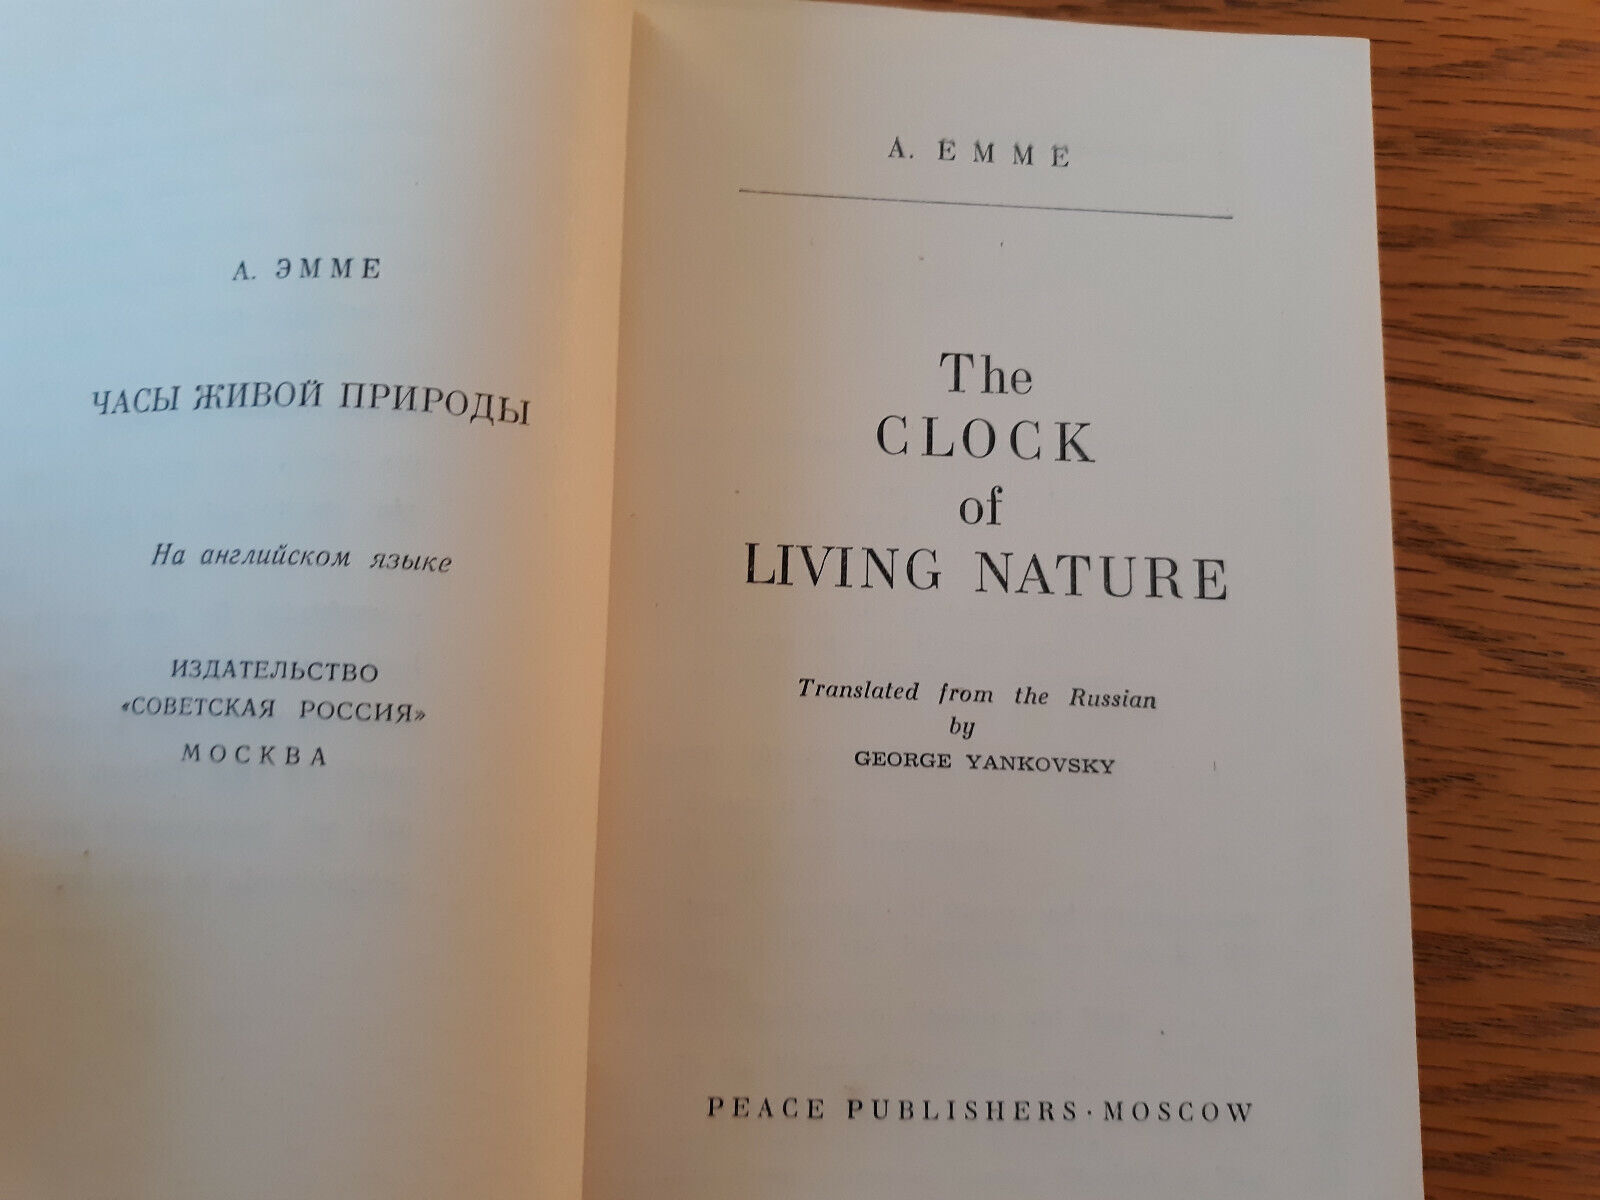 А. ЭММЕ
ЧАСЫ ЖИВОЙ ПРИРОДЫ
На английском языке
ИЗДАТЕЛЬСТВО
«СОВЕТСКАЯ РОССИЯ»
МОСКВА
A. EMME
The
CLOCK
of
LIVING NATURE
Translated from the Russian
by
GEORGE YANKOVSKY
PEACE PUBLISHERS · MOSCOW